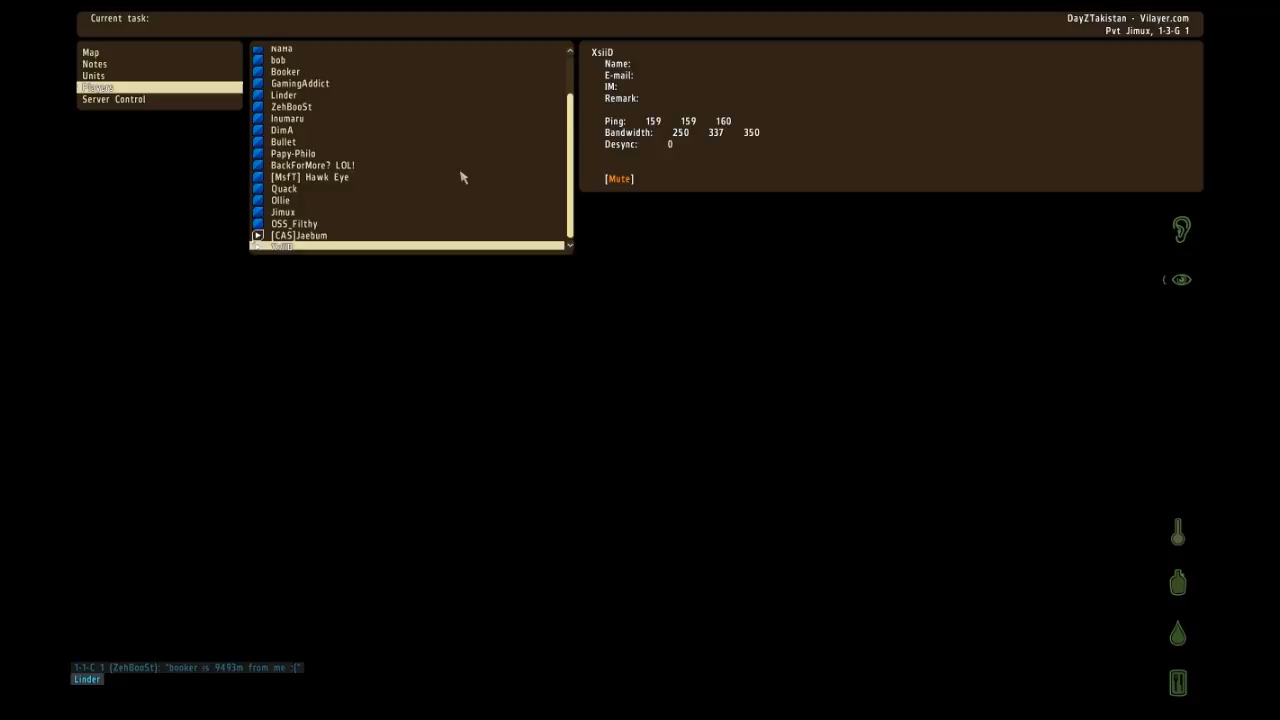 Current task:
DayZTakistan - Vilayer.com
Pvt Jimux, 1-3-G 1
Map
Notes
Units
Players
Server Control
NaHa
bob
Booker
GamingAddict
Linder
ZehBooSt
Inumaru
DimA
Bullet
Papy-Philo
BackForMore? LOL!
[MsfT] Hawk Eye
Quack
Ollie
Jimux
OSS_Filthy
[CAS]Jaebum
XsiiD
XsiiD
Name:
E-mail:
IM:
Remark:
Ping: 159 159 160
Bandwidth: 250 337 350
Desync: 0
[Mute]
1-1-C 1 (ZehBooSt): "booker is 9493m from me :("
Linder